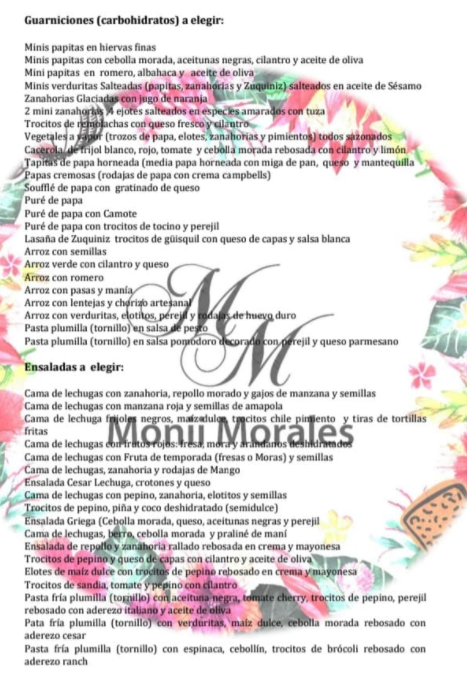 Guarniciones (carbohidratos) a elegir:
Minis papitas en hiervas finas
Minis papitas con cebolla morada, aceitunas negras, cilantro y aceite de oliva
Mini papitas en romero, albahaca y aceite de oliva
Minis verduritas Salteadas (papitas, zanahorias y Zuquiniz) salteados en aceite de Sésamo
Zanahorias Glaciadas con jugo de naranja
2 mini zanahorias 4 ejotes salteados en especies amarados con tuza
Trocitos de remolachas con queso fresco y cilantro
Vegetales a vapor (trozos de papa, elotes, zanahorias y pimientos) todos sazonados
Cacerola de frijol blanco, rojo, tomate y cebolla morada rebosada con cilantro y limón
Tapitas de papa horneada (media papa horneada con miga de pan, queso y mantequilla
Papas cremosas (rodajas de papa con crema campbells)
Soufflé de papa con gratinado de queso
Puré de papa
Puré de papa con Camote
Puré de papa con trocitos de tocino y perejil
Lasaña de Zuquiniz trocitos de güisquil con queso de capas y salsa blanca
Arroz con semillas
Arroz verde con cilantro y queso
Arroz con romero
Arroz con pasas y manía
Arroz con lentejas y chorizo artesanal
Arroz con verduritas, elotitos, perejil y rodajas de huevo duro
Pasta plumilla (tornillo) en salsa de pesto
Pasta plumilla (tornillo) en salsa pomodoro decorado con perejil y queso parmesano
MM
Ensaladas a elegir:
Cama de lechugas con zanahoria, repollo morado y gajos de manzana y semillas
Cama de lechugas con manzana roja y semillas de amapola
Cama de lechuga frijoles negros, maíz dulce, trocitos chile pimiento y tiras de tortillas
fritas
Monji Morales
Cama de lechugas con frutos rojos: fresa, mora y arándanos deshidratados
Cama de lechugas con Fruta de temporada (fresas o Moras) y semillas
Cama de lechugas, zanahoria y rodajas de Mango
Ensalada Cesar Lechuga, crotones y queso
Cama de lechugas con pepino, zanahoria, elotitos y semillas
Trocitos de pepino, piña y coco deshidratado (semidulce)
Ensalada Griega (Cebolla morada, queso, aceitunas negras y perejil
Cama de lechugas, berro, cebolla morada y praliné de maní
Ensalada de repollo y zanahoria rallado rebosada en crema y mayonesa
Trocitos de pepino y queso de capas con cilantro y aceite de oliva
Elotes de maíz dulce con trocitos de pepino rebosado en crema y mayonesa
Trocitos de sandia, tomate y pepino con cilantro
Pasta fría plumilla (tornillo) con aceituna negra, tomate cherry, trocitos de pepino, perejil
rebosado con aderezo italiano y aceite de oliva
Pata fría plumilla (tornillo) con verduritas, maíz dulce, cebolla morada rebosado con
aderezo cesar
Pasta fría plumilla (tornillo) con espinaca, cebollín, trocitos de brócoli rebosado con
aderezo ranch